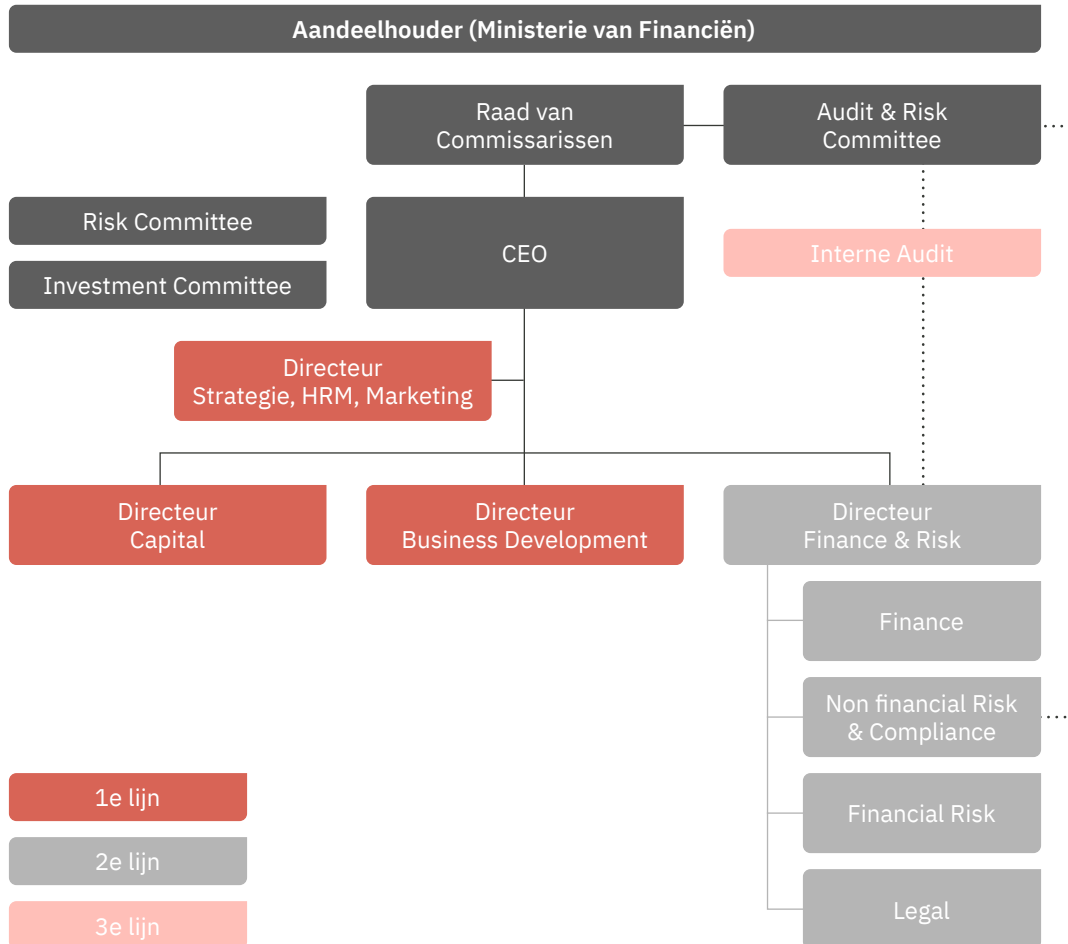 Aandeelhouder (Ministerie van Financiën)
Raad van
Commissarissen
Audit & Risk
Committee
Risk Committee
Investment Committee
CEO
Interne Audit
Directeur
Strategie, HRM, Marketing
Directeur
Capital
Directeur
Business Development
Directeur
Finance & Risk
Finance
Non financial Risk
& Compliance
Financial Risk
Legal
1e lijn
2e lijn
3e lijn